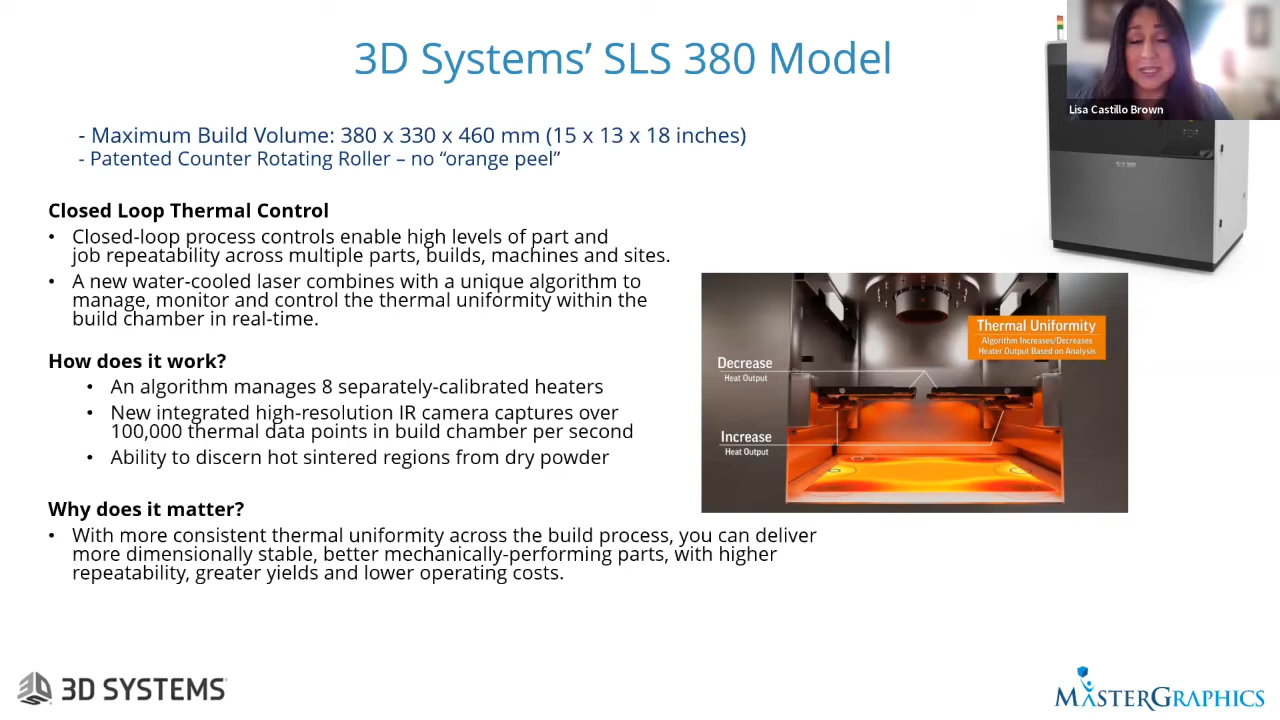 3D Systems’ SLS 380 Model
Lisa Castillo Brown
- Maximum Build Volume: 380 x 330 x 460 mm (15 x 13 x 18 inches)
- Patented Counter Rotating Roller – no “orange peel”
Closed Loop Thermal Control
• Closed-loop process controls enable high levels of part and
job repeatability across multiple parts, builds, machines and sites.
• A new water-cooled laser combines with a unique algorithm to
manage, monitor and control the thermal uniformity within the
build chamber in real-time.
How does it work?
• An algorithm manages 8 separately-calibrated heaters
• New integrated high-resolution IR camera captures over
100,000 thermal data points in build chamber per second
• Ability to discern hot sintered regions from dry powder
Thermal Uniformity
Algorithm Increases/Decreases
Heater Output Based on Analysis
Decrease
Heat Output
Increase
Heat Output
Why does it matter?
• With more consistent thermal uniformity across the build process, you can deliver
more dimensionally stable, better mechanically-performing parts, with higher
repeatability, greater yields and lower operating costs.
3D SYSTEMS
MASTERGRAPHICS